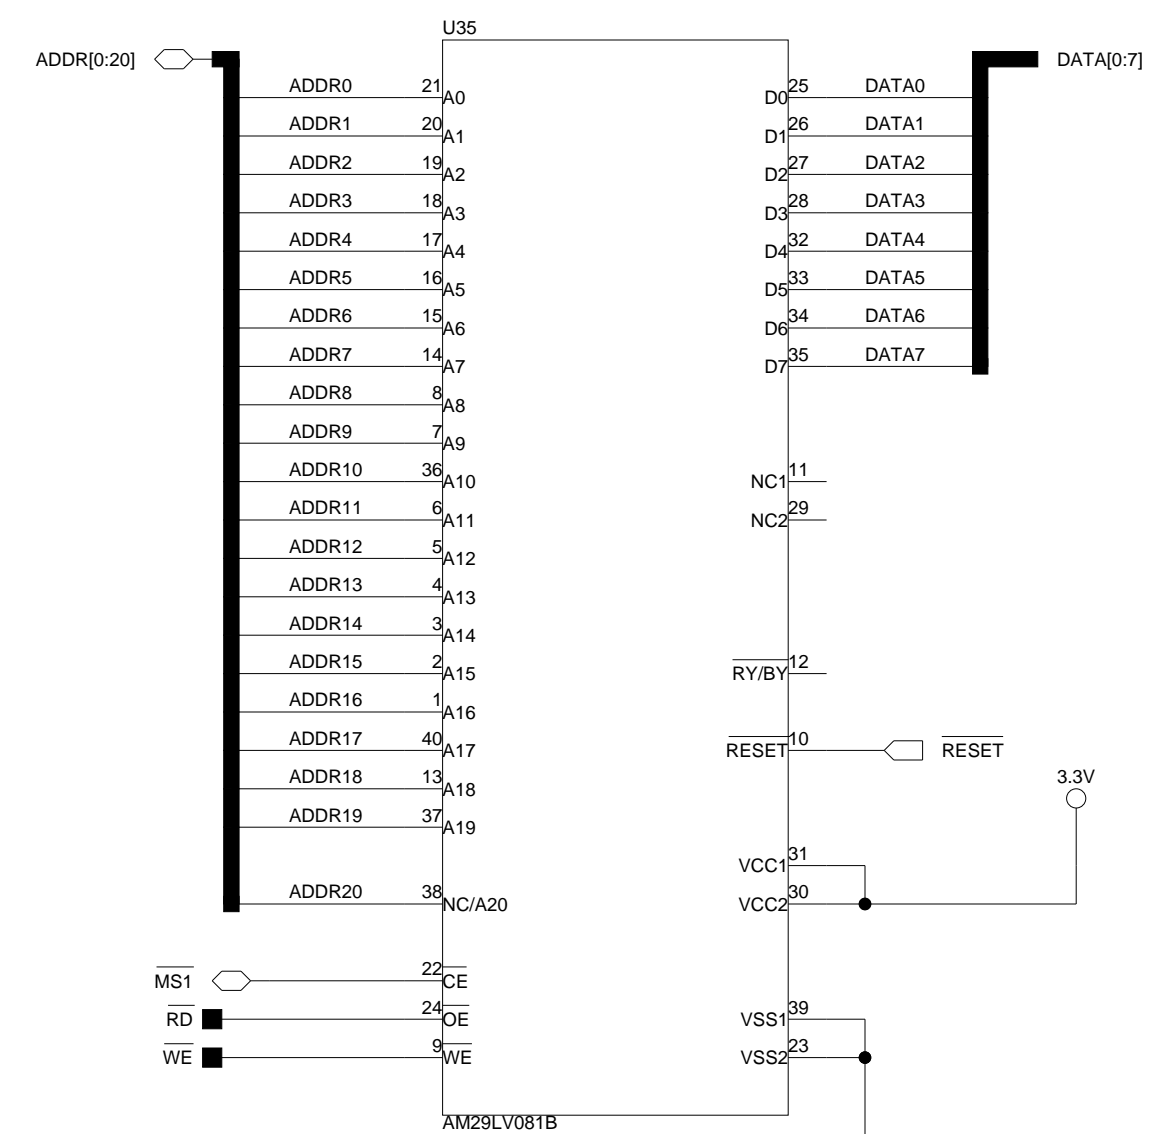 U35
ADDR[0:20] DATA[0:7]
ADDR0 21 A0 D0 25 DATA0
ADDR1 20 A1 D1 26 DATA1
ADDR2 19 A2 D2 27 DATA2
ADDR3 18 A3 D3 28 DATA3
ADDR4 17 A4 D4 32 DATA4
ADDR5 16 A5 D5 33 DATA5
ADDR6 15 A6 D6 34 DATA6
ADDR7 14 A7 D7 35 DATA7
ADDR8 8 A8
ADDR9 7 A9
ADDR10 36 A10 NC1 11
ADDR11 6 A11 NC2 29
ADDR12 5 A12
ADDR13 4 A13
ADDR14 3 A14
ADDR15 2 A15 RY/BY 12
ADDR16 1 A16
ADDR17 40 A17 RESET 10 RESET
ADDR18 13 A18 3.3V
ADDR19 37 A19
VCC1 31
ADDR20 38 NC/A20 VCC2 30
MS1 22 CE
RD 24 OE VSS1 39
WE 9 WE VSS2 23
AM29LV081B